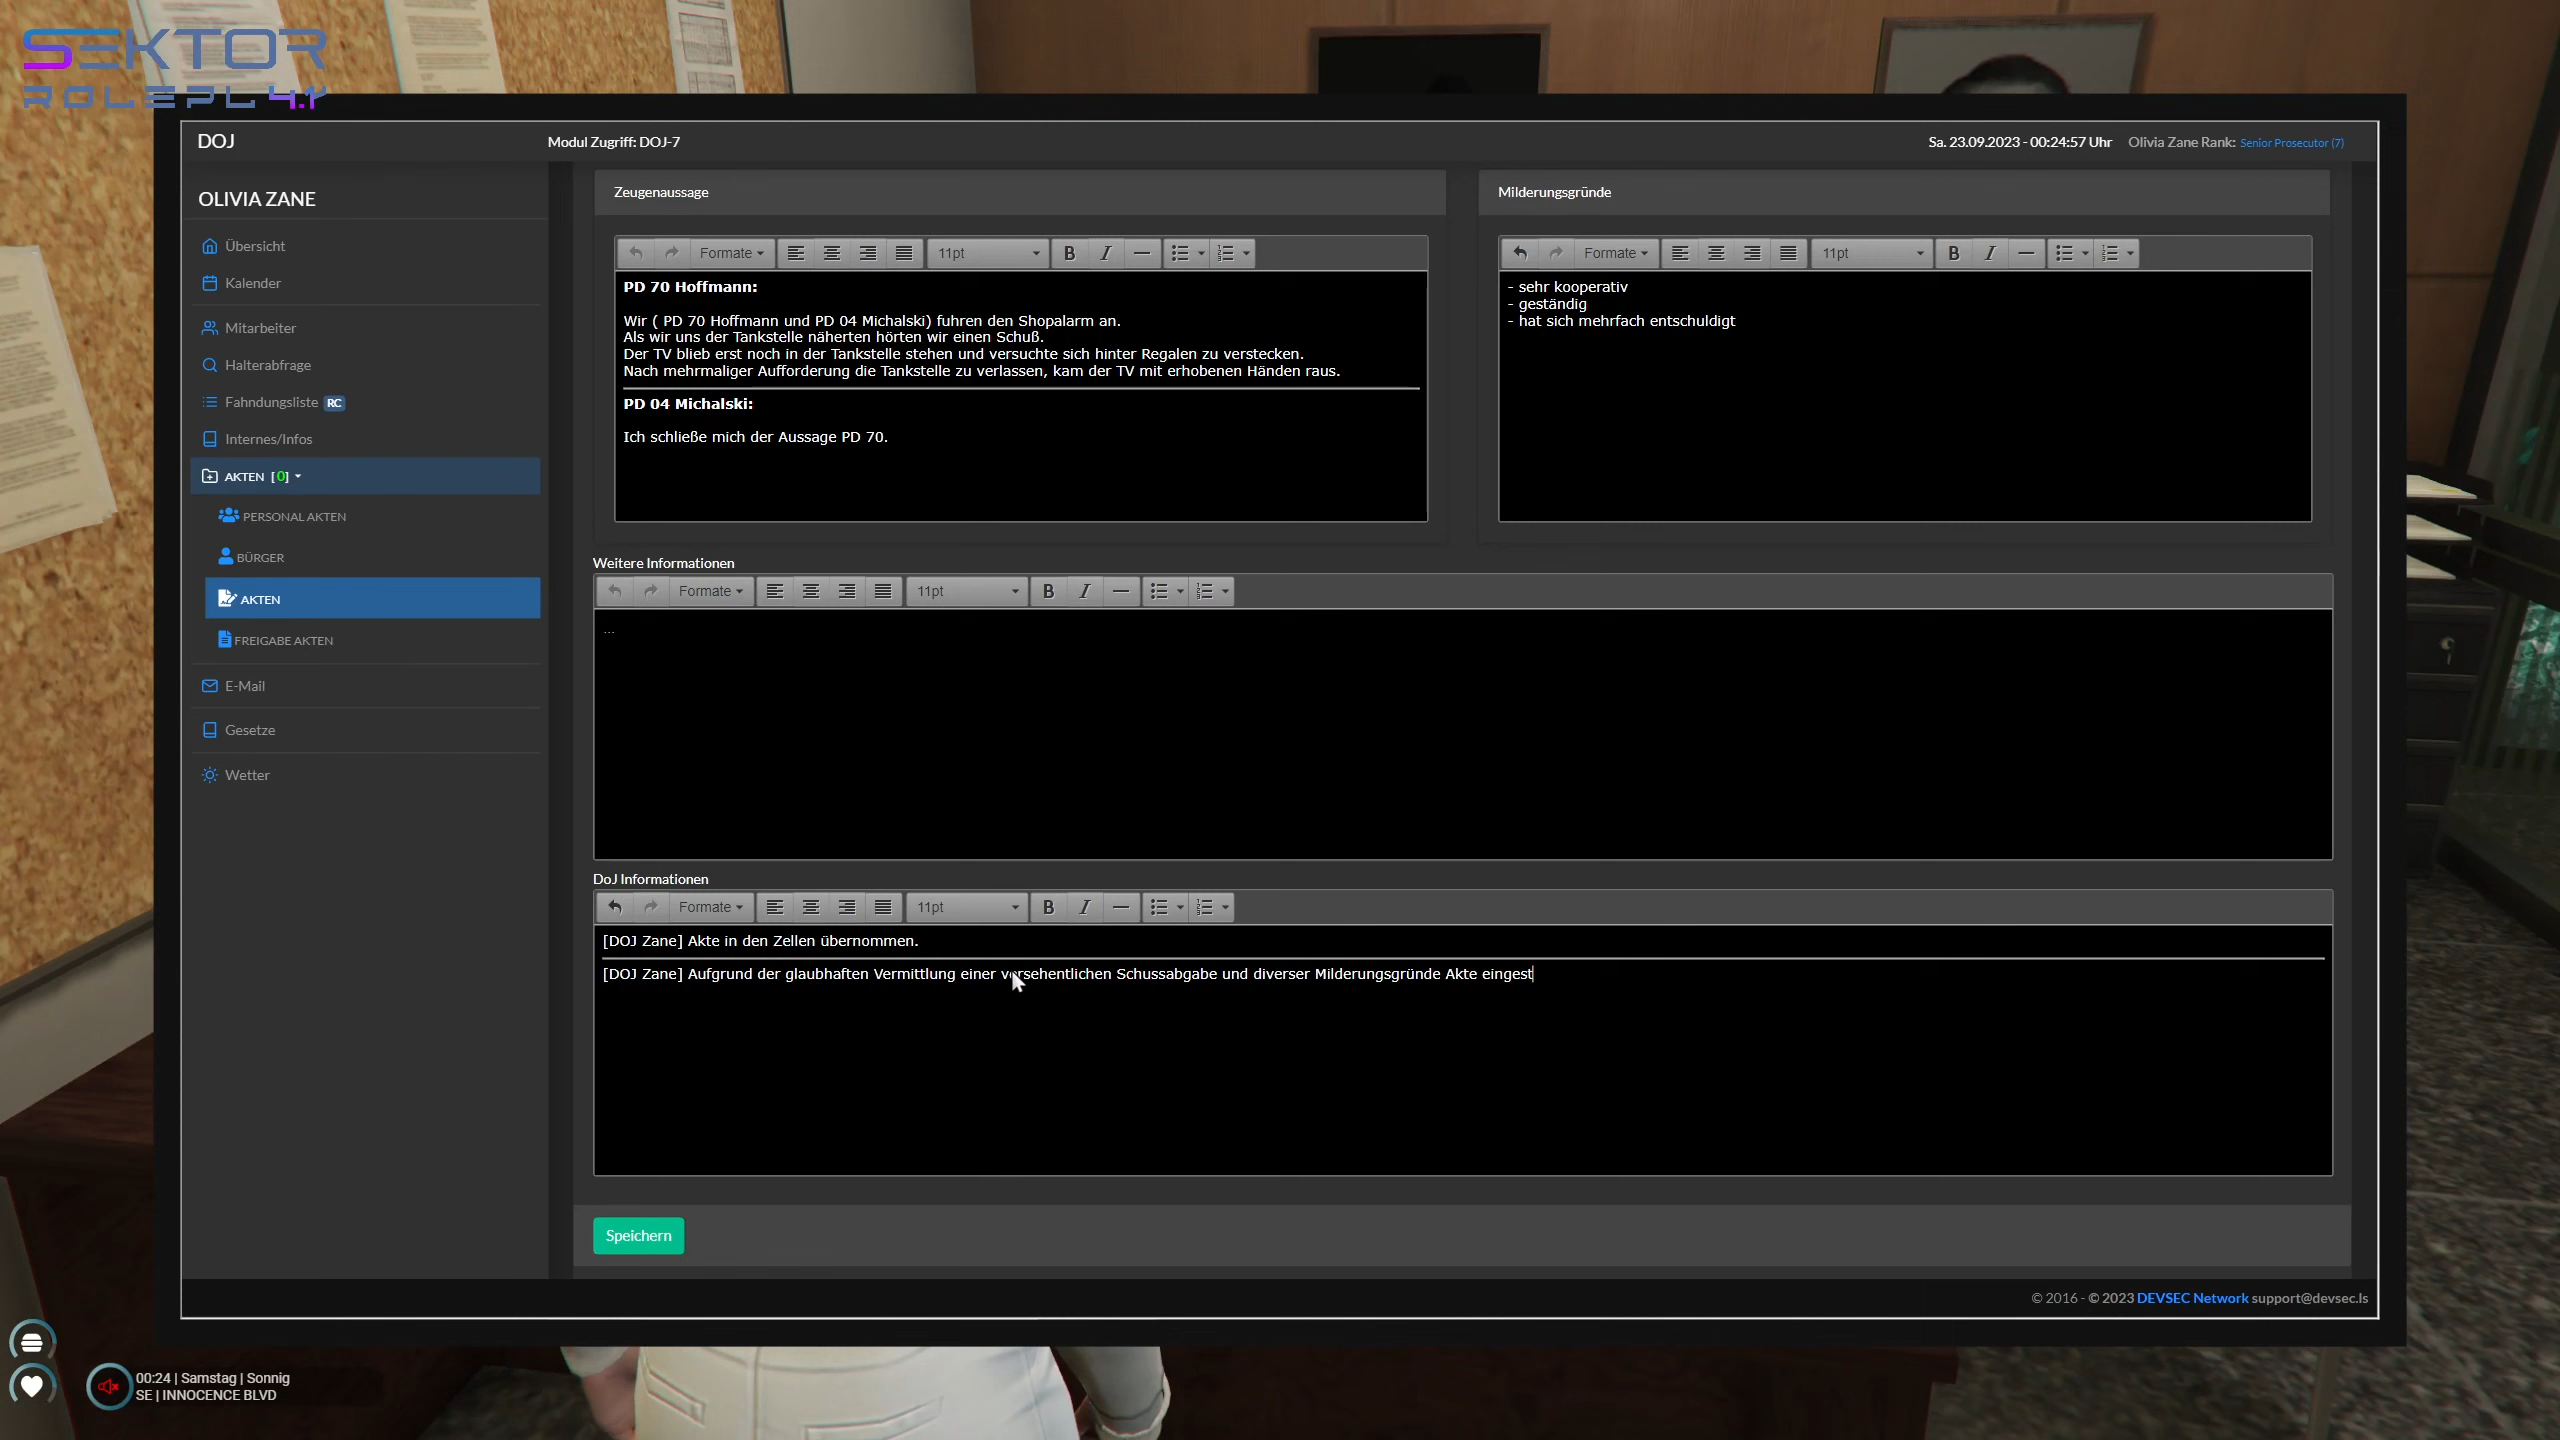 SEKTOR
ROLEPL4.Y
DOJ
Modul Zugriff: DOJ-7
Sa. 23.09.2023 - 00:24:57 Uhr
Olivia Zane Rank: Senior Prosecutor (7)
OLIVIA ZANE
Übersicht
Kalender
Mitarbeiter
Halterabfrage
Fahndungsliste RC
Internes/Infos
AKTEN [0]
PERSONAL AKTEN
BÜRGER
AKTEN
FREIGABE AKTEN
E-Mail
Gesetze
Wetter
Zeugenaussage
Formate
11pt
B I
PD 70 Hoffmann:
Wir ( PD 70 Hoffmann und PD 04 Michalski) fuhren den Shopalarm an.
Als wir uns der Tankstelle näherten hörten wir einen Schuß.
Der TV blieb erst noch in der Tankstelle stehen und versuchte sich hinter Regalen zu verstecken.
Nach mehrmaliger Aufforderung die Tankstelle zu verlassen, kam der TV mit erhobenen Händen raus.
PD 04 Michalski:
Ich schließe mich der Aussage PD 70.
Milderungsgründe
Formate
11pt
B I
- sehr kooperativ
- geständig
- hat sich mehrfach entschuldigt
Weitere Informationen
Formate
11pt
B I
...
DoJ Informationen
Formate
11pt
B I
[DOJ Zane] Akte in den Zellen übernommen.
[DOJ Zane] Aufgrund der glaubhaften Vermittlung einer versehentlichen Schussabgabe und diverser Milderungsgründe Akte eingest
Speichern
© 2016 - © 2023 DEVSEC Network support@devsec.ls
00:24 | Samstag | Sonnig
SE | INNOCENCE BLVD